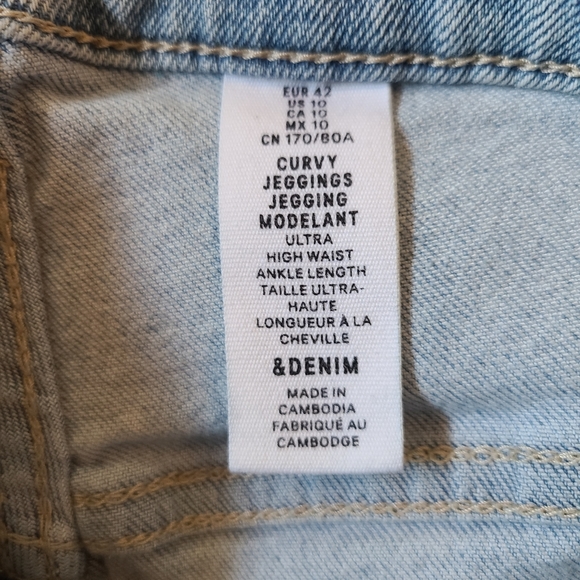 EUR 42
US 10
CA 10
MX 10
CN 170/80A
CURVY
JEGGINGS
JEGGING
MODELANT
ULTRA
HIGH WAIST
ANKLE LENGTH
TAILLE ULTRA-
HAUTE
LONGUEUR À LA
CHEVILLE
&DENIM
MADE IN
CAMBODIA
FABRIQUÉ AU
CAMBODGE